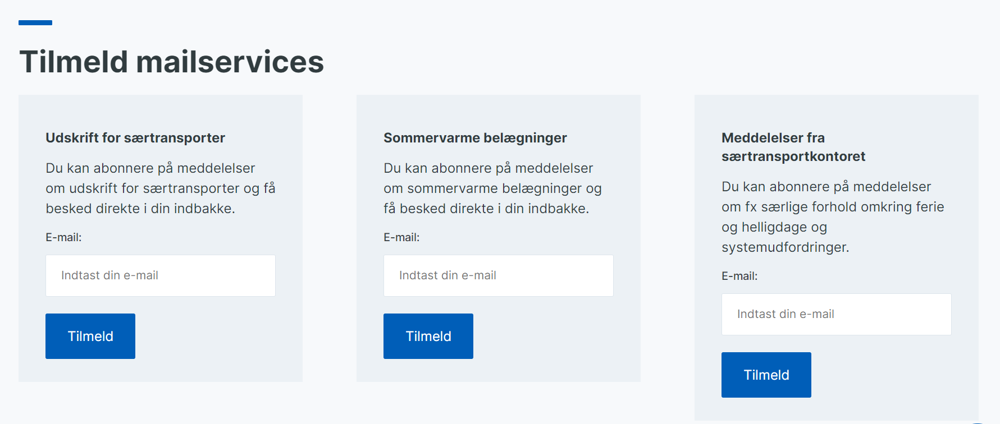 Tilmeld mailservices
Udskrift for særtransporter
Du kan abonnere på meddelelser
om udskrift for særtransporter og få
besked direkte i din indbakke.
E-mail:
Indtast din e-mail
Tilmeld
Sommervarme belægninger
Du kan abonnere på meddelelser
om sommervarme belægninger og
få besked direkte i din indbakke.
E-mail:
Indtast din e-mail
Tilmeld
Meddelelser fra
særtransportkontoret
Du kan abonnere på meddelelser
om fx særlige forhold omkring ferie
og helligdage og
systemudfordringer.
E-mail:
Indtast din e-mail
Tilmeld